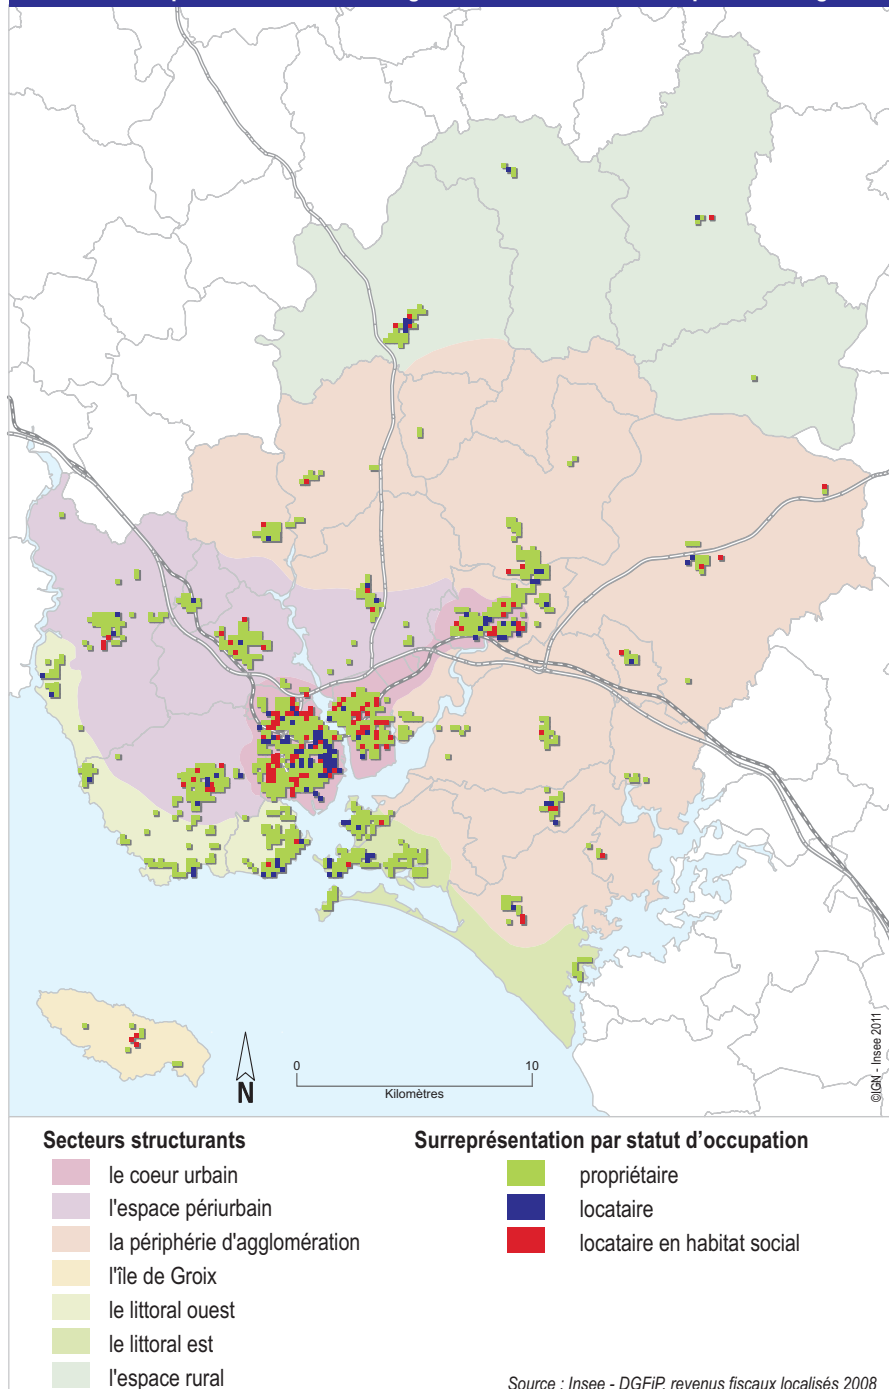 ©IGN - Insee 2011
N
0 10
Kilomètres
Secteurs structurants
le coeur urbain
l'espace périurbain
la périphérie d'agglomération
l'île de Groix
le littoral ouest
le littoral est
l'espace rural
Surreprésentation par statut d'occupation
propriétaire
locataire
locataire en habitat social
Source : Insee - DGFiP, revenus fiscaux localisés 2008